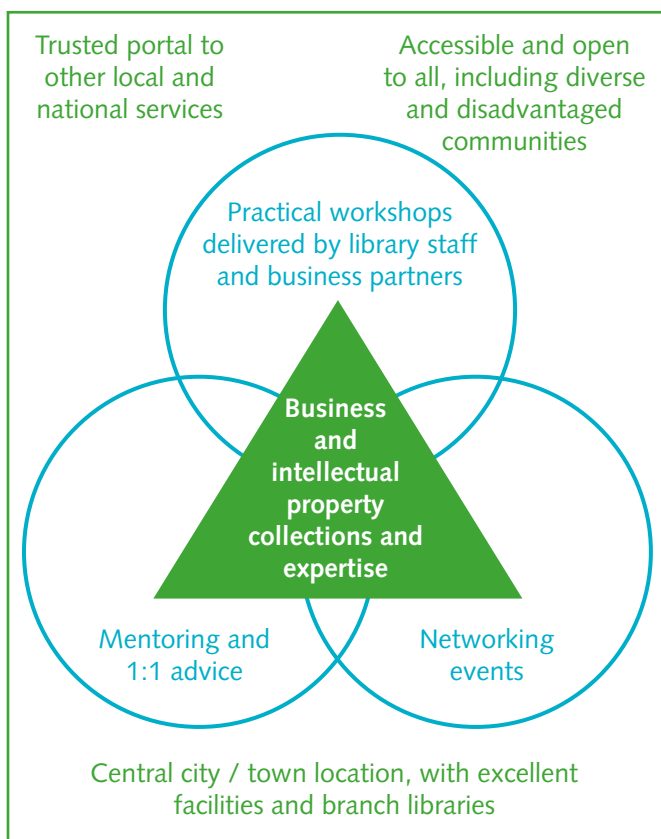 Trusted portal to
other local and
national services
Accessible and open
to all, including diverse
and disadvantaged
communities
Practical workshops
delivered by library staff
and business partners
Business
and
intellectual
property
collections and
expertise
Mentoring and
1:1 advice
Networking
events
Central city / town location, with excellent
facilities and branch libraries